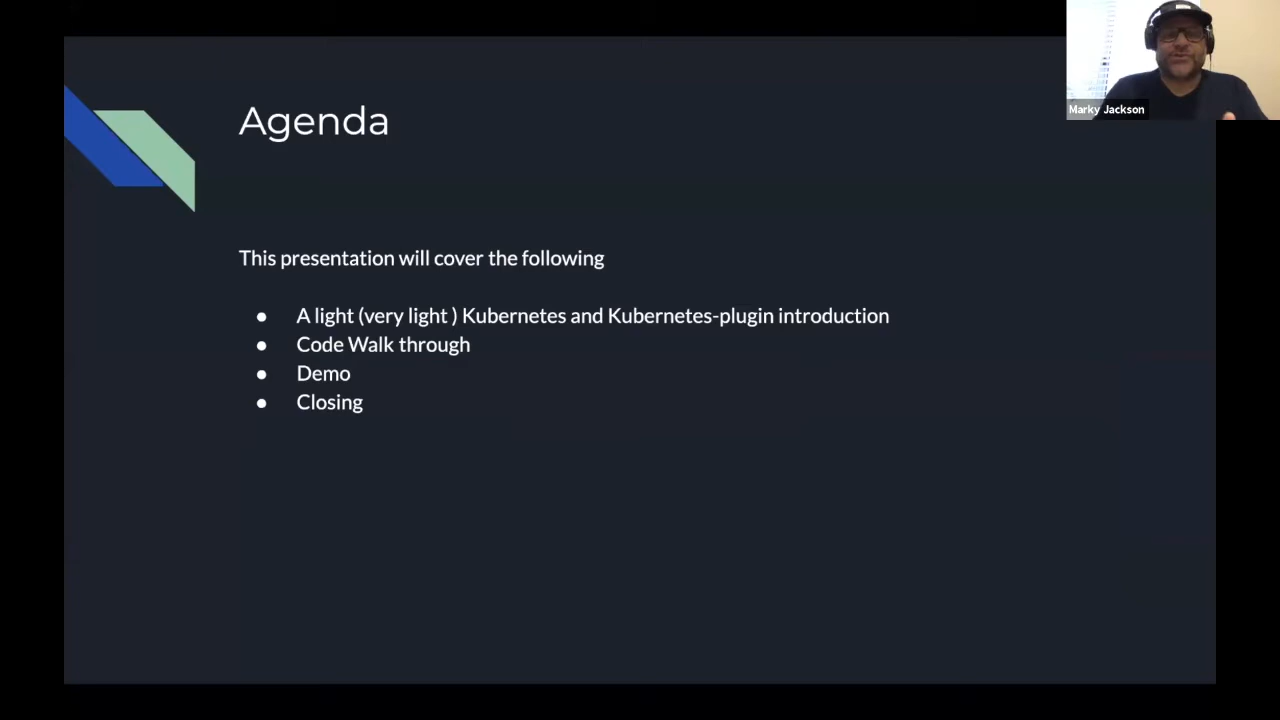 Agenda
Marky Jackson
This presentation will cover the following
● A light (very light ) Kubernetes and Kubernetes-plugin introduction
● Code Walk through
● Demo
● Closing